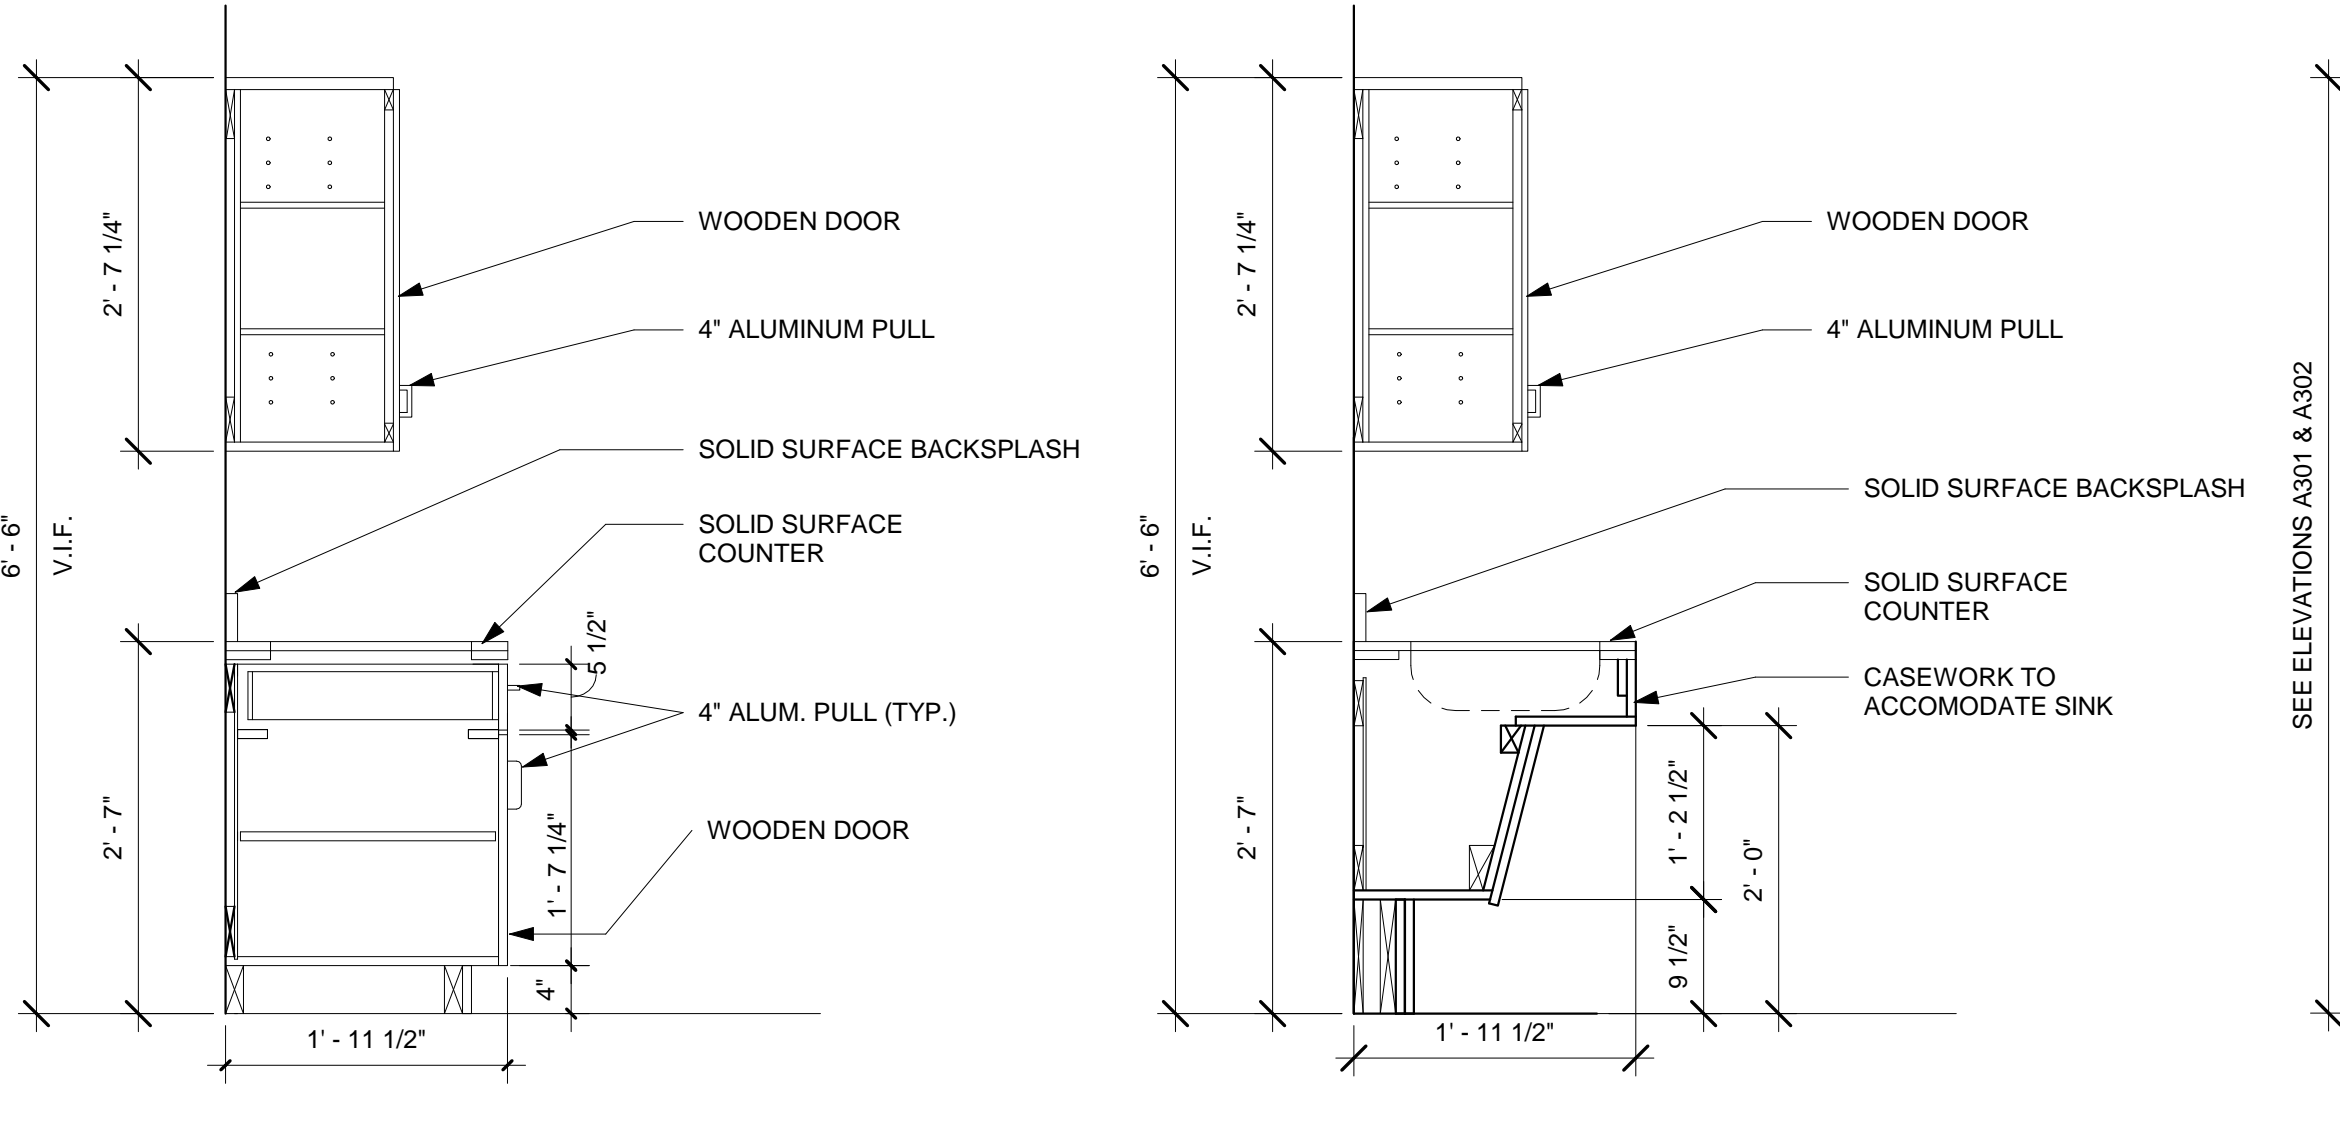 2' - 7 1/4"
WOODEN DOOR
4" ALUMINUM PULL
SOLID SURFACE BACKSPLASH
6' - 6"
V.I.F.
SOLID SURFACE
COUNTER
5 1/2"
4" ALUM. PULL (TYP.)
2' - 7"
WOODEN DOOR
1' - 7 1/4"
4"
1' - 11 1/2"
2' - 7 1/4"
WOODEN DOOR
4" ALUMINUM PULL
6' - 6"
V.I.F.
SOLID SURFACE BACKSPLASH
SOLID SURFACE
COUNTER
CASEWORK TO
ACCOMODATE SINK
2' - 7"
1' - 2 1/2"
2' - 0"
9 1/2"
1' - 11 1/2"
SEE ELEVATIONS A301 & A302